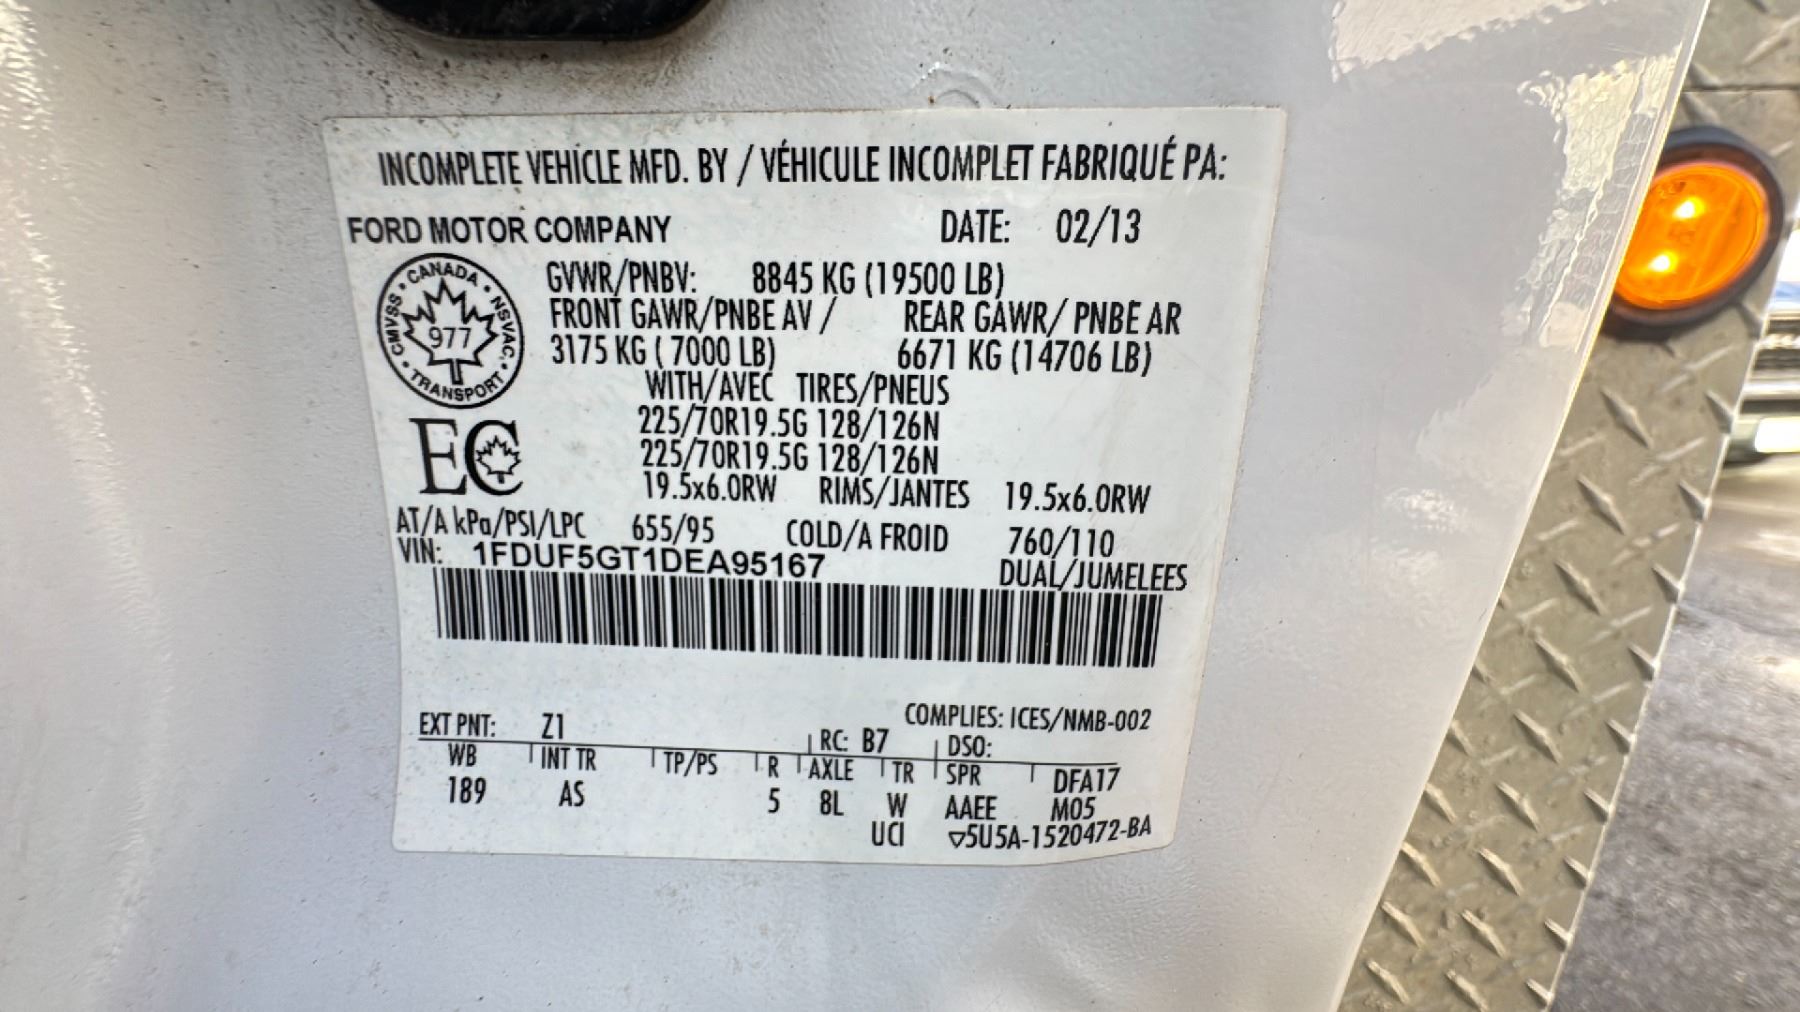 INCOMPLETE VEHICLE MFD. BY / VÉHICULE INCOMPLET FABRIQUÉ PA:
FORD MOTOR COMPANY DATE: 02/13
GVWR/PNBV: 8845 KG (19500 LB)
FRONT GAWR/PNBE AV / REAR GAWR/ PNBE AR
3175 KG ( 7000 LB) 6671 KG (14706 LB)
CANADA • NSVAC • TRANSPORT • CMVSS •
977
WITH/AVEC TIRES/PNEUS
225/70R19.5G 128/126N
225/70R19.5G 128/126N
EC
19.5x6.0RW RIMS/JANTES 19.5x6.0RW
AT/A kPa/PSI/LPC 655/95 COLD/A FROID 760/110
VIN: 1FDUF5GT1DEA95167 DUAL/JUMELEES
COMPLIES: ICES/NMB-002
EXT PNT: Z1 RC: B7 DSO:
WB INT TR TP/PS R AXLE TR SPR DFA17
189 AS 5 8L W AAEE M05
UCI ▽5U5A-1520472-BA